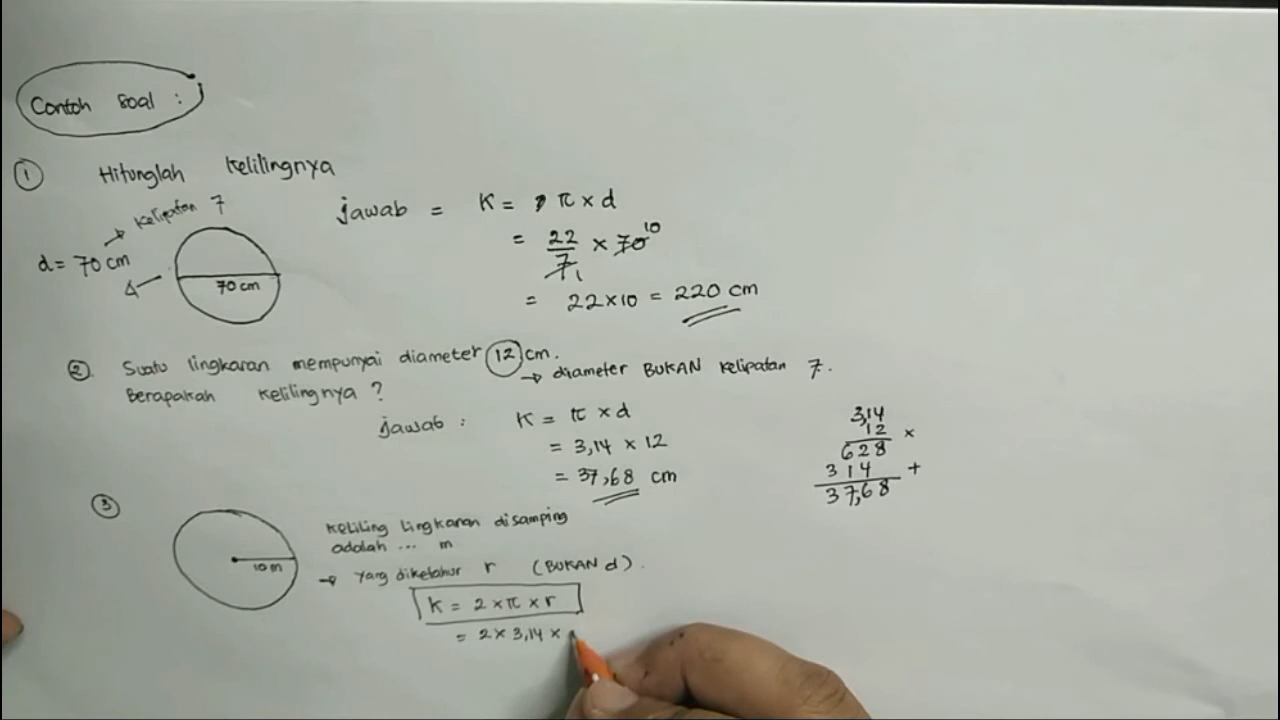 Contoh soal :
① Hitunglah kelilingnya
→ kelipatan 7
d = 70 cm
70 cm
jawab = K = π × d
= 22/7 × 70 10
1
= 22×10 = 220 cm
② Suatu lingkaran mempunyai diameter 12 cm.
→ diameter BUKAN kelipatan 7.
Berapakah kelilingnya ?
jawab : K = π × d
= 3,14 × 12
= 37,68 cm
3,14
12 ×
628
314 +
37,68
③
10 m
Keliling lingkaran disamping
adalah ... m
→ yang diketahui r (BUKAN d).
K = 2 × π × r
= 2 × 3,14 ×